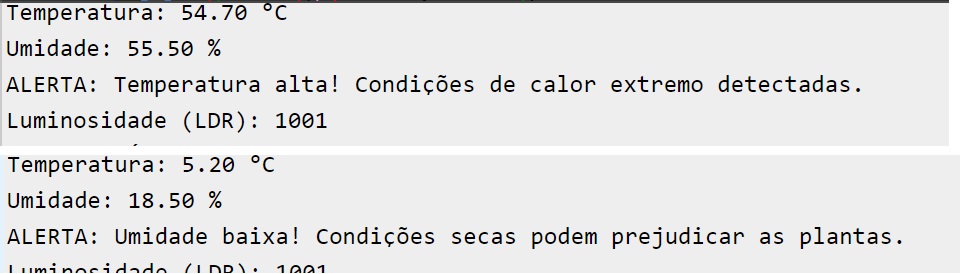 Temperatura: 54.70 °C
Umidade: 55.50 %
ALERTA: Temperatura alta! Condições de calor extremo detectadas.
Luminosidade (LDR): 1001
Temperatura: 5.20 °C
Umidade: 18.50 %
ALERTA: Umidade baixa! Condições secas podem prejudicar as plantas.
Luminosidade (LDR): 1001